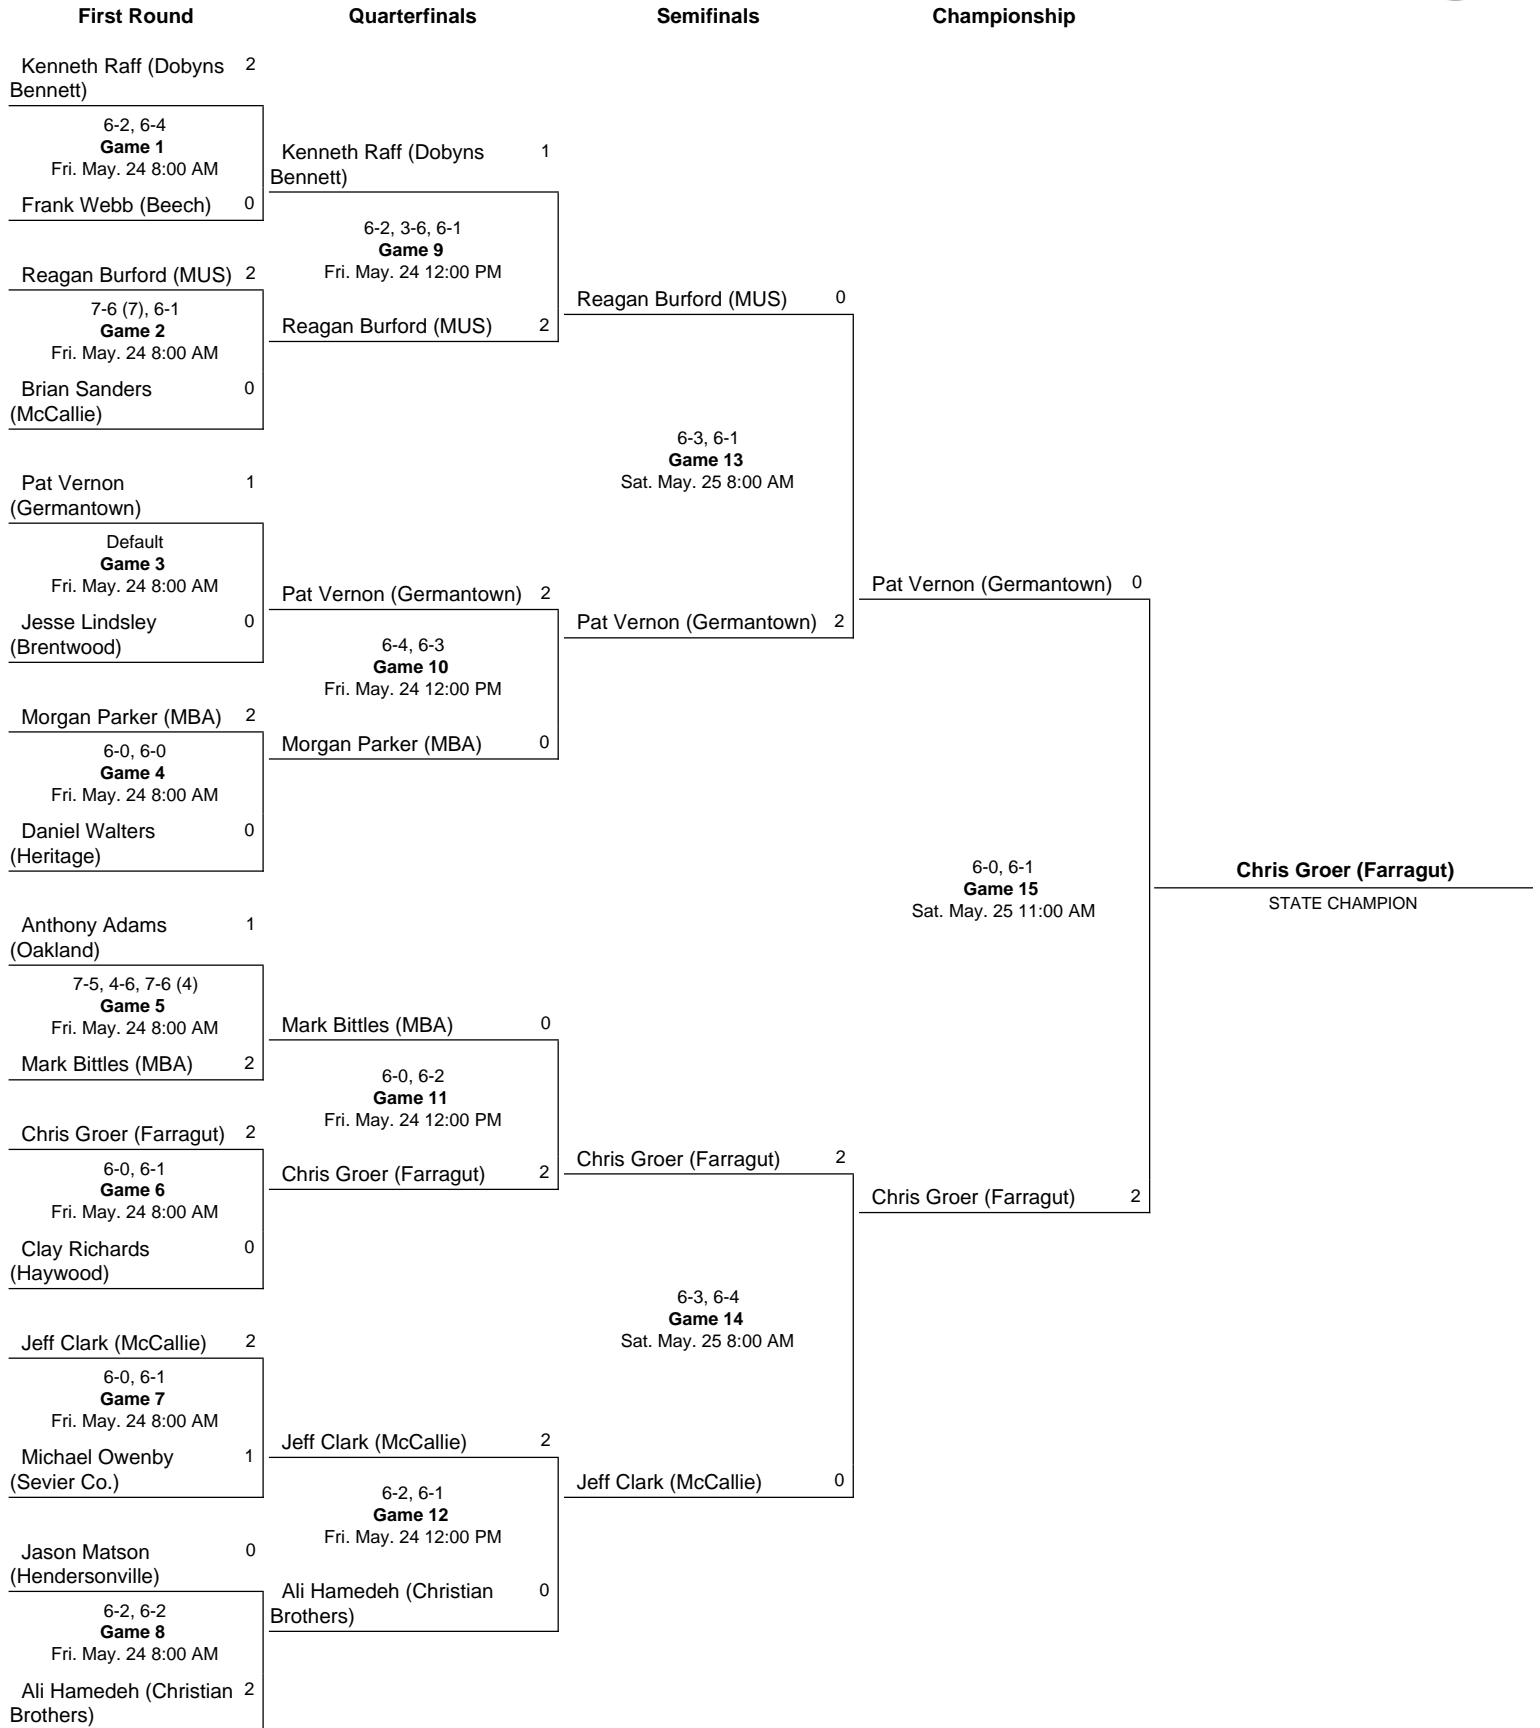 First Round
Quarterfinals
Semifinals
Championship
Kenneth Raff (Dobyns 2
Bennett)
6-2, 6-4
Game 1
Fri. May. 24 8:00 AM
Frank Webb (Beech) 0
Reagan Burford (MUS) 2
7-6 (7), 6-1
Game 2
Fri. May. 24 8:00 AM
Brian Sanders 0
(McCallie)
Pat Vernon 1
(Germantown)
Default
Game 3
Fri. May. 24 8:00 AM
Jesse Lindsley 0
(Brentwood)
Morgan Parker (MBA) 2
6-0, 6-0
Game 4
Fri. May. 24 8:00 AM
Daniel Walters 0
(Heritage)
Anthony Adams 1
(Oakland)
7-5, 4-6, 7-6 (4)
Game 5
Fri. May. 24 8:00 AM
Mark Bittles (MBA) 2
Chris Groer (Farragut) 2
6-0, 6-1
Game 6
Fri. May. 24 8:00 AM
Clay Richards 0
(Haywood)
Jeff Clark (McCallie) 2
6-0, 6-1
Game 7
Fri. May. 24 8:00 AM
Michael Owenby 1
(Sevier Co.)
Jason Matson 0
(Hendersonville)
6-2, 6-2
Game 8
Fri. May. 24 8:00 AM
Ali Hamedeh (Christian 2
Brothers)
Kenneth Raff (Dobyns 1
Bennett)
6-2, 3-6, 6-1
Game 9
Fri. May. 24 12:00 PM
Reagan Burford (MUS) 2
Pat Vernon (Germantown) 2
6-4, 6-3
Game 10
Fri. May. 24 12:00 PM
Morgan Parker (MBA) 0
Mark Bittles (MBA) 0
6-0, 6-2
Game 11
Fri. May. 24 12:00 PM
Chris Groer (Farragut) 2
Jeff Clark (McCallie) 2
6-2, 6-1
Game 12
Fri. May. 24 12:00 PM
Ali Hamedeh (Christian 0
Brothers)
Reagan Burford (MUS) 0
6-3, 6-1
Game 13
Sat. May. 25 8:00 AM
Pat Vernon (Germantown) 2
Chris Groer (Farragut) 2
6-3, 6-4
Game 14
Sat. May. 25 8:00 AM
Jeff Clark (McCallie) 0
Pat Vernon (Germantown) 0
6-0, 6-1
Game 15
Sat. May. 25 11:00 AM
Chris Groer (Farragut) 2
Chris Groer (Farragut)
STATE CHAMPION